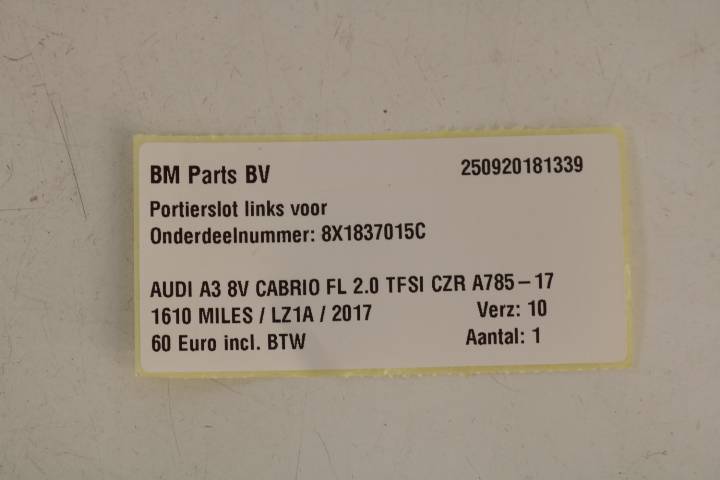 BM Parts BV 250920181339
Portierslot links voor
Onderdeelnummer: 8X1837015C
AUDI A3 8V CABRIO FL 2.0 TFSI CZR A785-17
1610 MILES / LZ1A / 2017 Verz: 10
60 Euro incl. BTW Aantal: 1